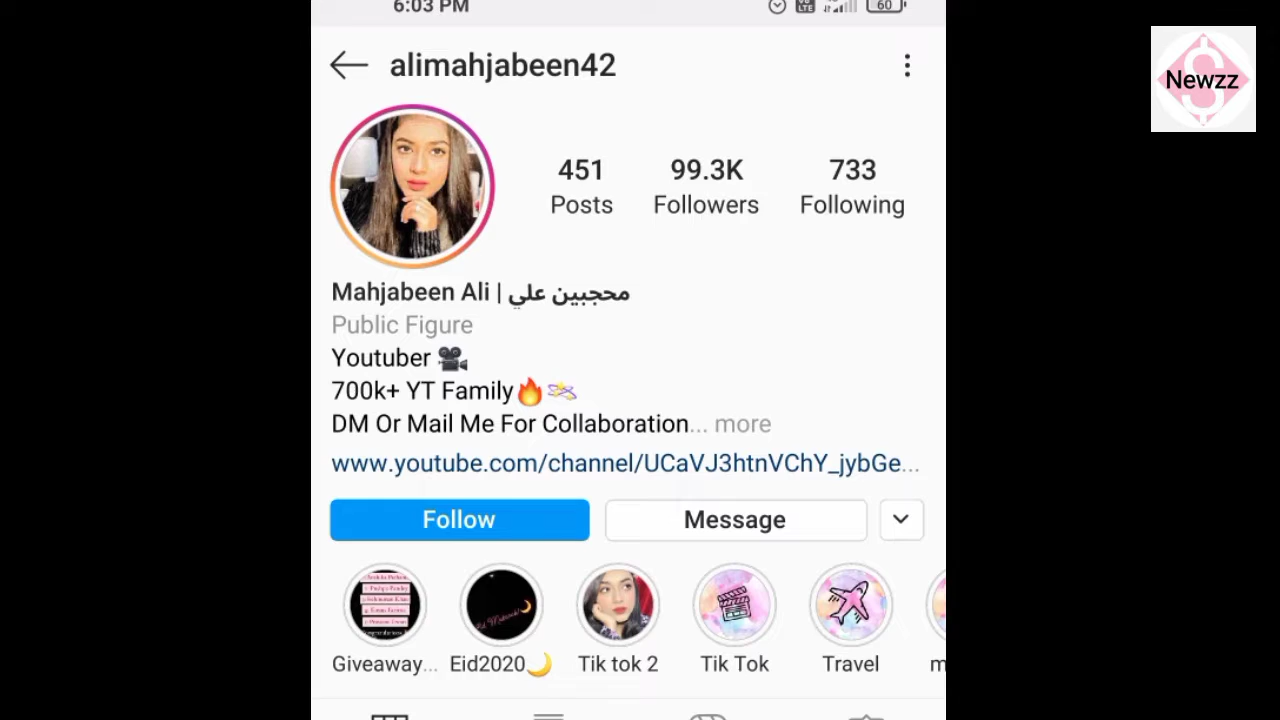 6:03 PM
60
Newzz
alimahjabeen42
451
99.3K
733
Posts
Followers
Following
Mahjabeen Ali | محجبين علي
Public Figure
Youtuber 🎥
700k+ YT Family🔥💫
DM Or Mail Me For Collaboration... more
www.youtube.com/channel/UCaVJ3htnVChY_jybGe...
Follow
Message
Giveaway...
Eid2020🌙
Tik tok 2
Tik Tok
Travel
m